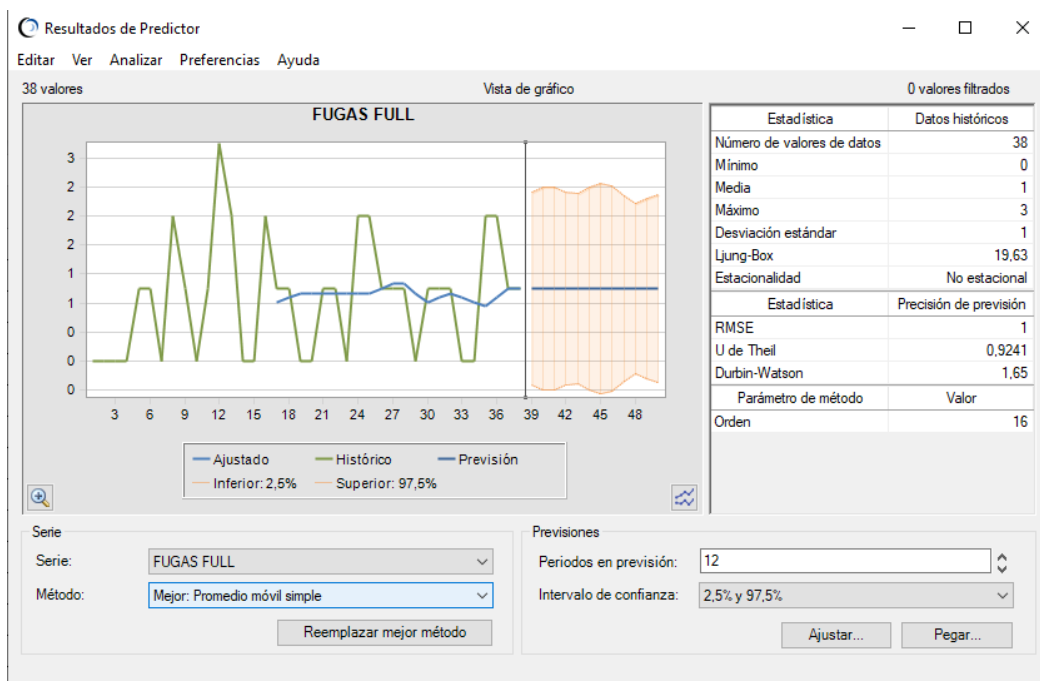 Resultados de Predictor
Editar Ver Analizar Preferencias Ayuda
38 valores Vista de gráfico 0 valores filtrados
FUGAS FULL
3
2
2
2
1
1
0
0
0
3 6 9 12 15 18 21 24 27 30 33 36 39 42 45 48
Ajustado Histórico Previsión
Inferior: 2,5% Superior: 97,5%
Estadística Datos históricos
Número de valores de datos 38
Mínimo 0
Media 1
Máximo 3
Desviación estándar 1
Ljung-Box 19,63
Estacionalidad No estacional
Estadística Precisión de previsión
RMSE 1
U de Theil 0,9241
Durbin-Watson 1,65
Parámetro de método Valor
Orden 16
Serie
Serie: FUGAS FULL
Método: Mejor: Promedio móvil simple
Reemplazar mejor método
Previsiones
Periodos en previsión: 12
Intervalo de confianza: 2,5% y 97,5%
Ajustar... Pegar...